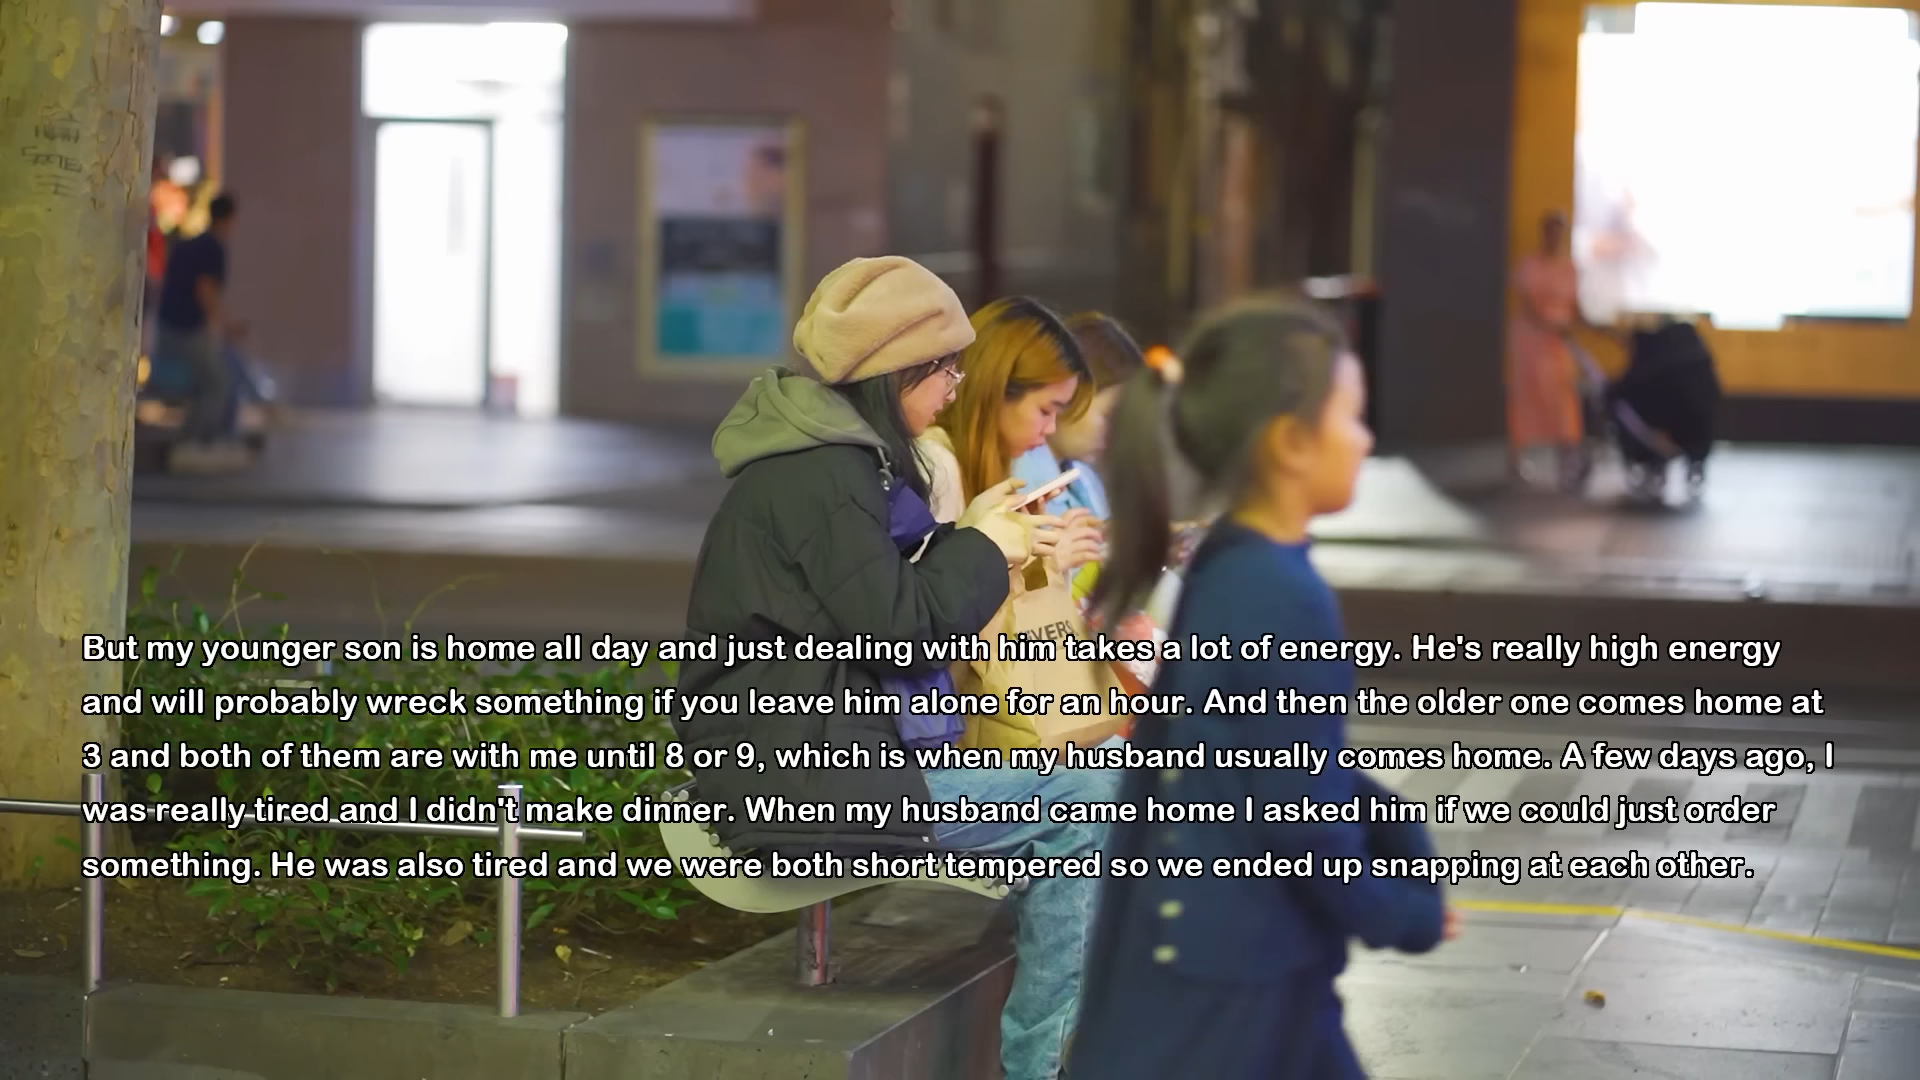 But my younger son is home all day and just dealing with him takes a lot of energy. He's really high energy
and will probably wreck something if you leave him alone for an hour. And then the older one comes home at
3 and both of them are with me until 8 or 9, which is when my husband usually comes home. A few days ago, I
was really tired and I didn't make dinner. When my husband came home I asked him if we could just order
something. He was also tired and we were both short tempered so we ended up snapping at each other.